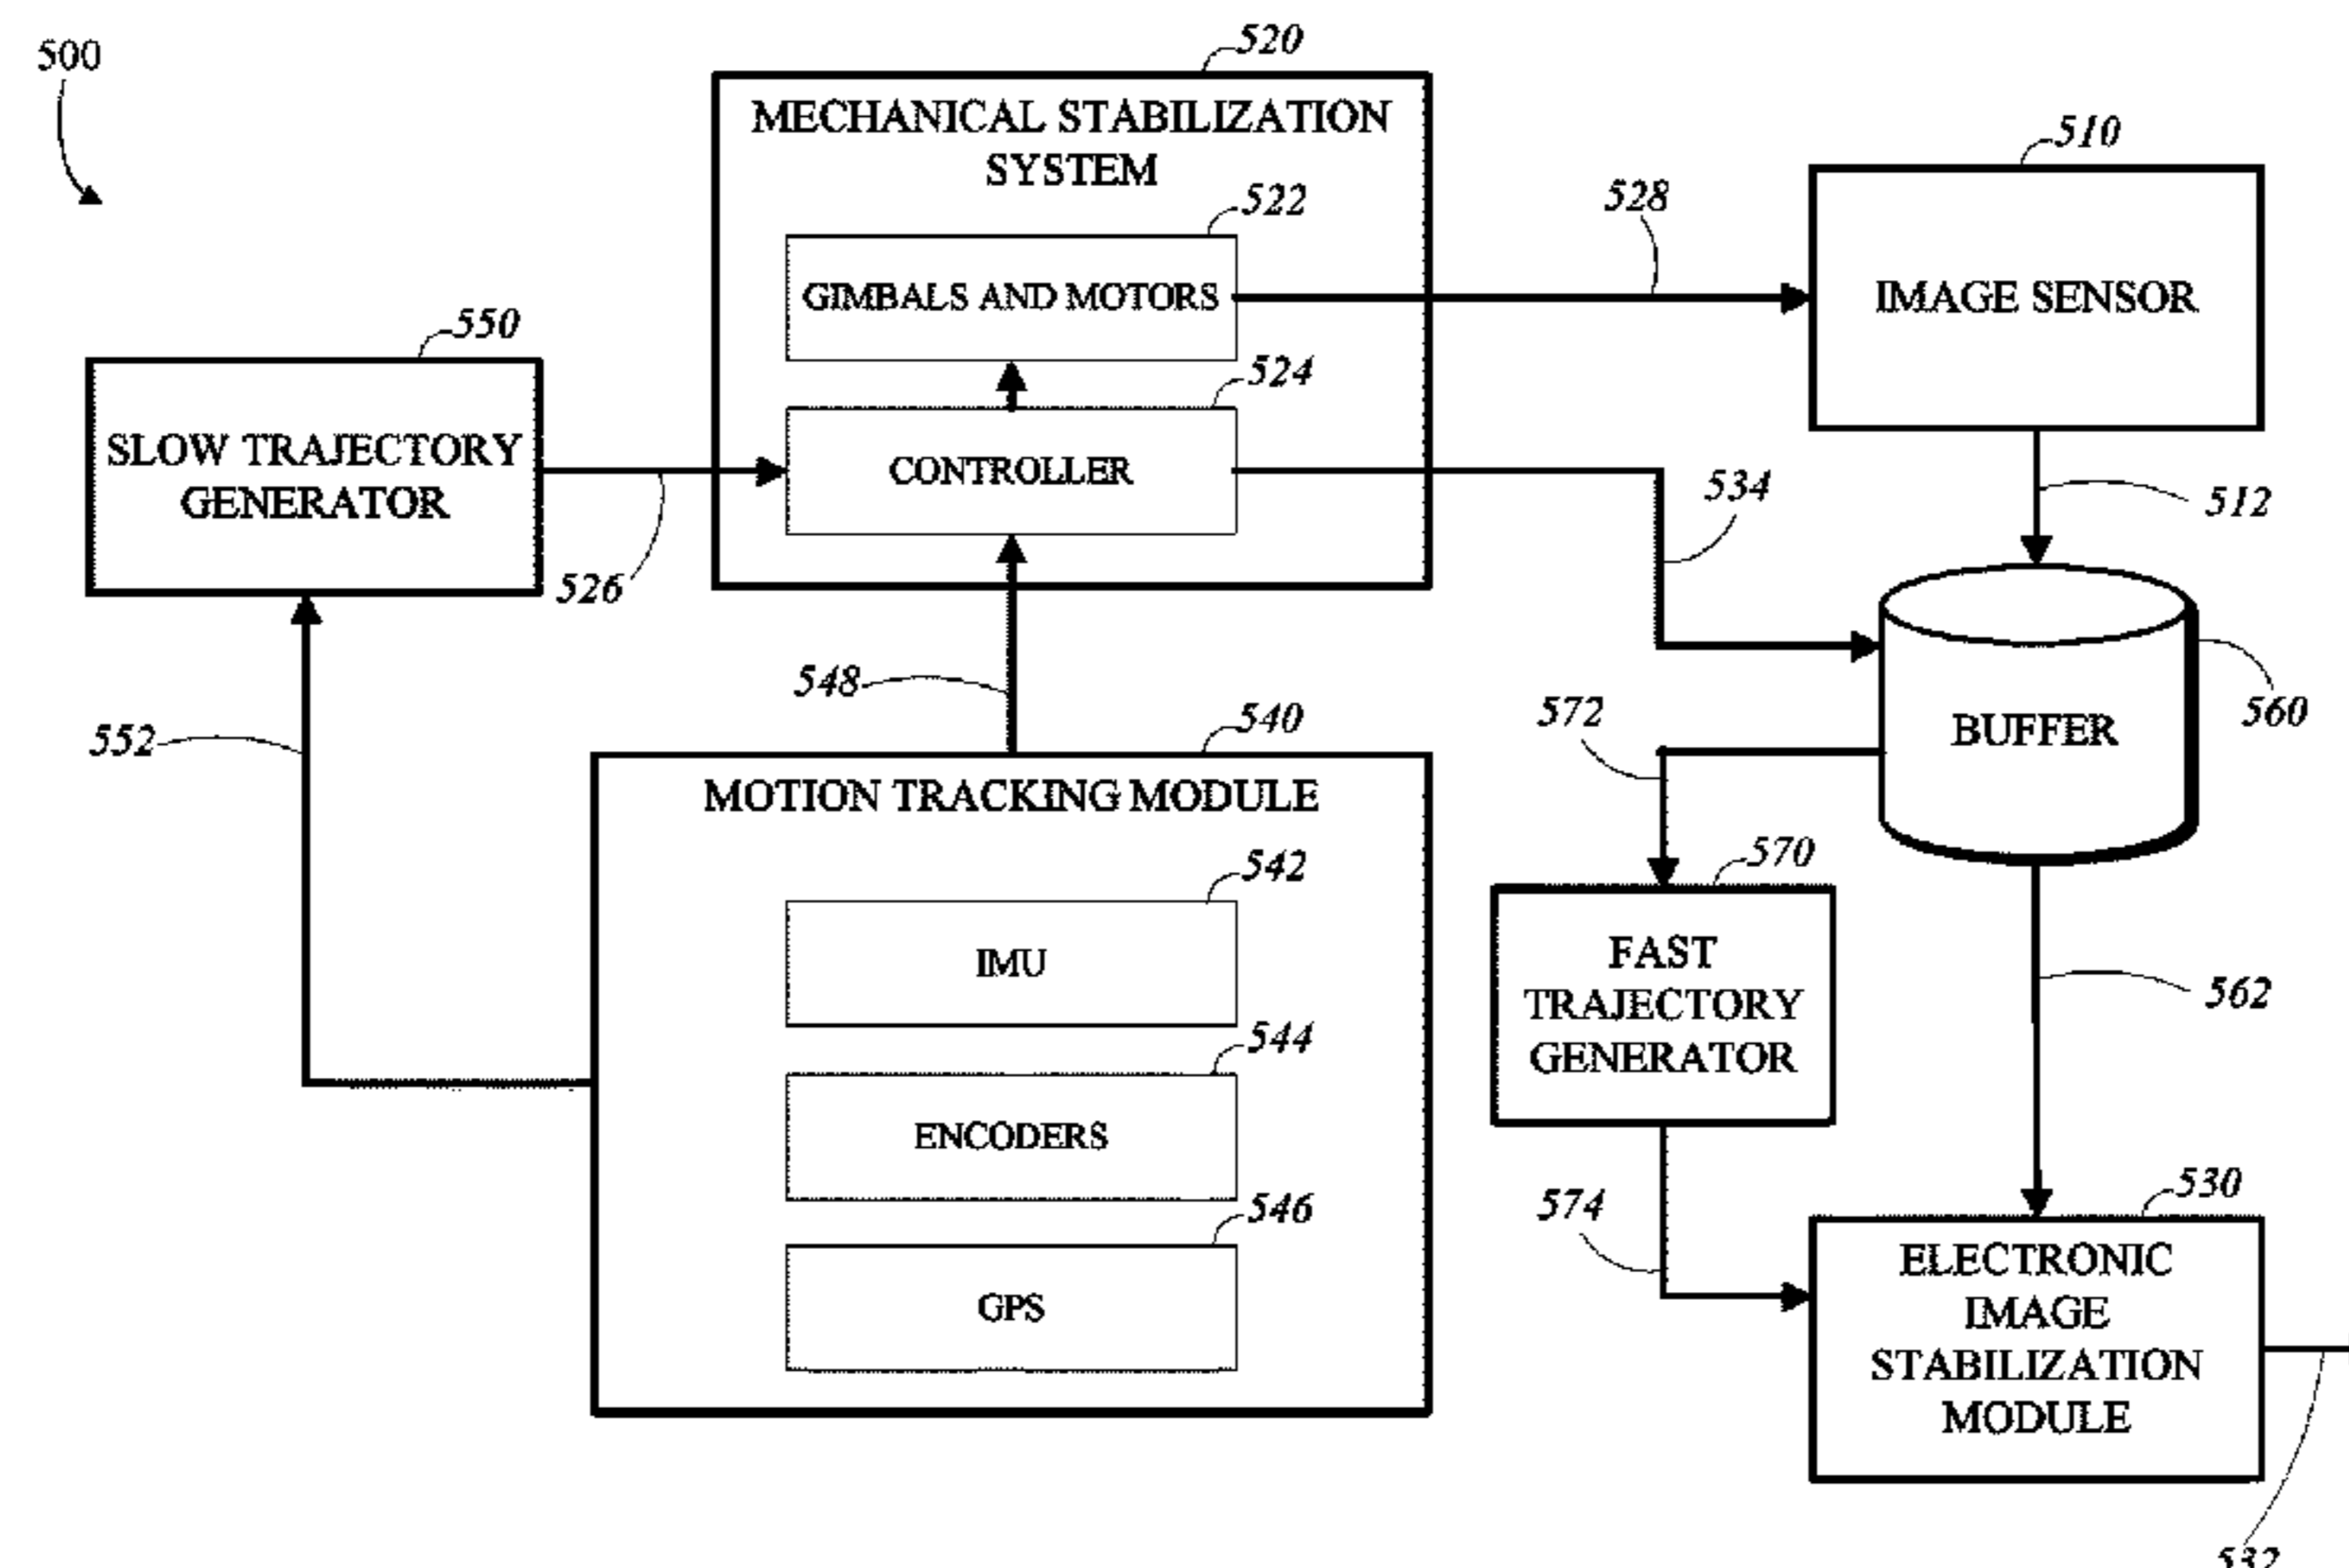 500
520
MECHANICAL STABILIZATION
SYSTEM
510
522
528
GIMBALS AND MOTORS
IMAGE SENSOR
550
524
SLOW TRAJECTORY
GENERATOR
CONTROLLER
534
512
526
548
540
572
560
552
BUFFER
MOTION TRACKING MODULE
542
570
IMU
FAST
TRAJECTORY
GENERATOR
562
544
ENCODERS
546
574
530
GPS
ELECTRONIC
IMAGE
STABILIZATION
MODULE
532